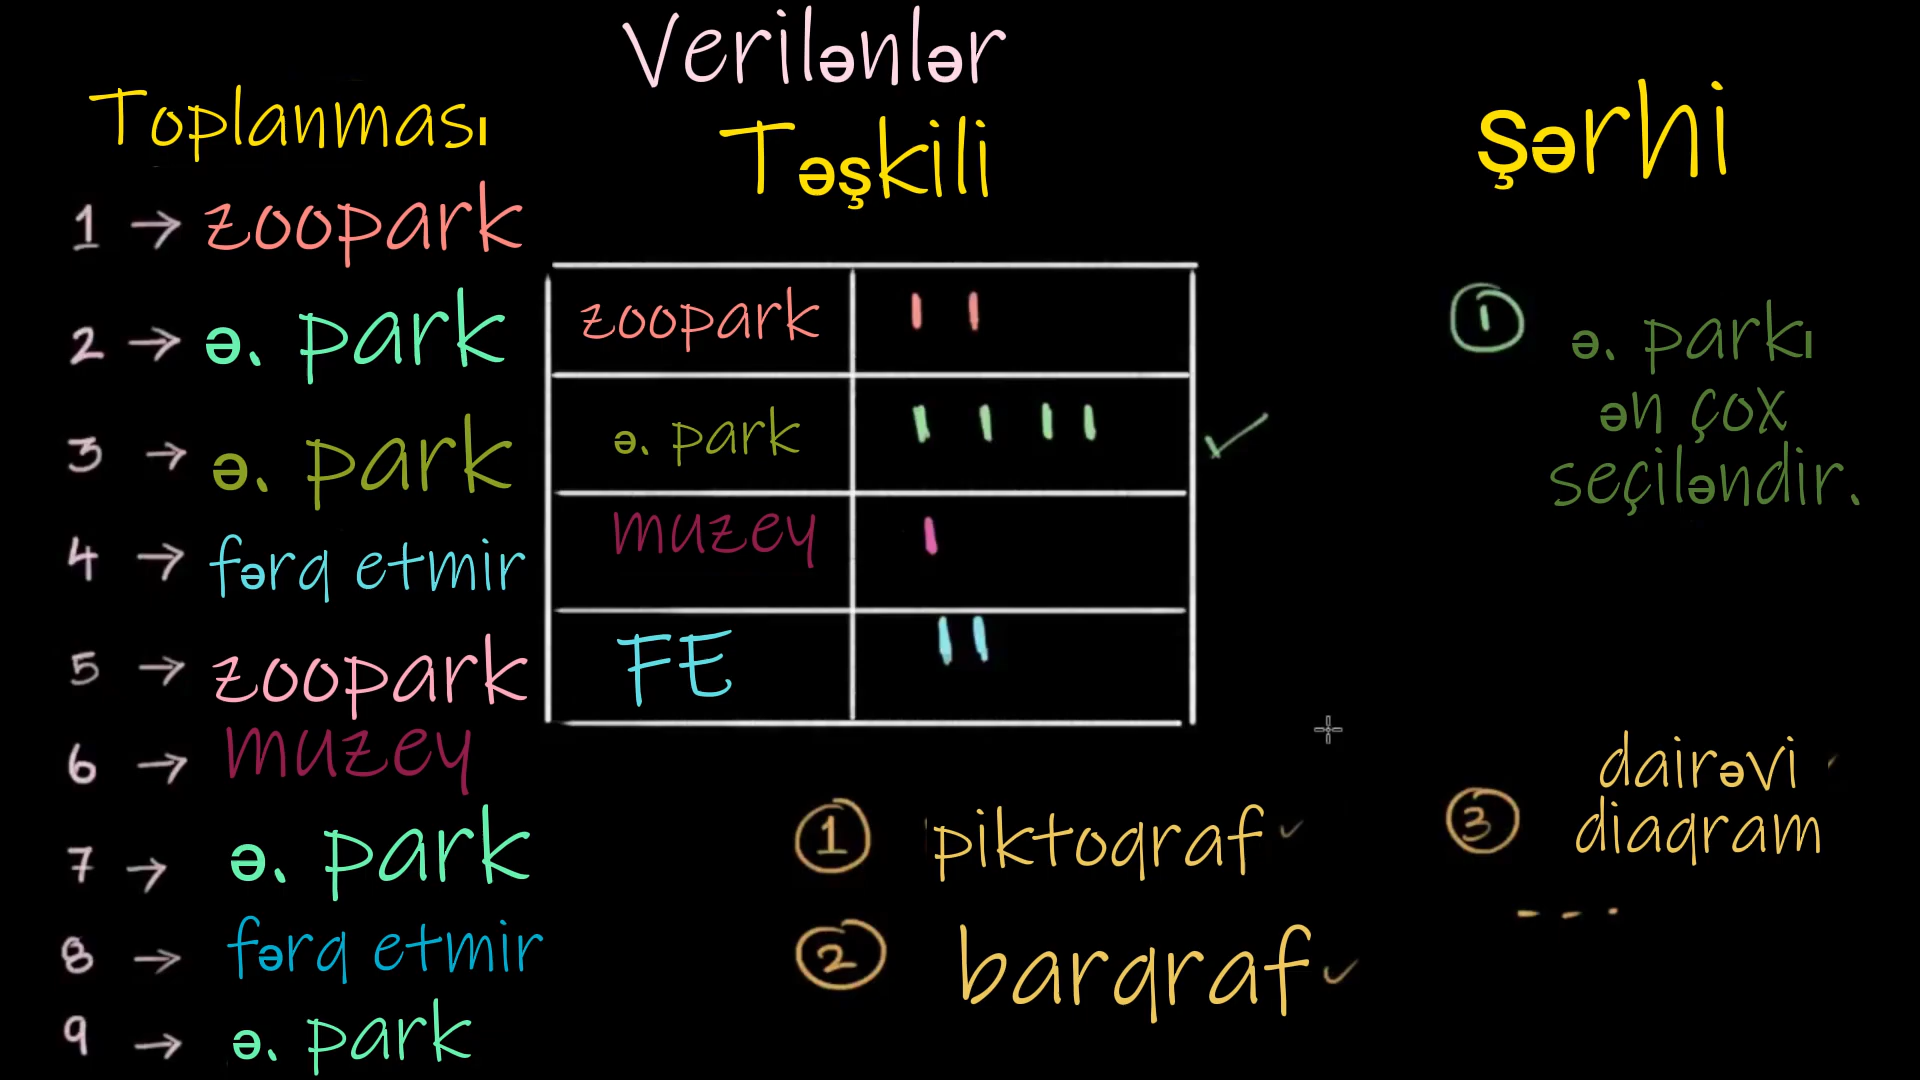 Verilənlər
Toplanması
Təşkili
Şərhi
1 → zoopark
2 → ə. park
3 → ə. park
4 → fərq etmir
5 → zoopark
6 → muzey
7 → ə. park
8 → fərq etmir
9 → ə. park
zoopark
ə. park
muzey
FE
1 piktoqraf
2 barqraf
1 ə. parkı
ən çox
seçiləndir.
3 dairəvi
diaqram